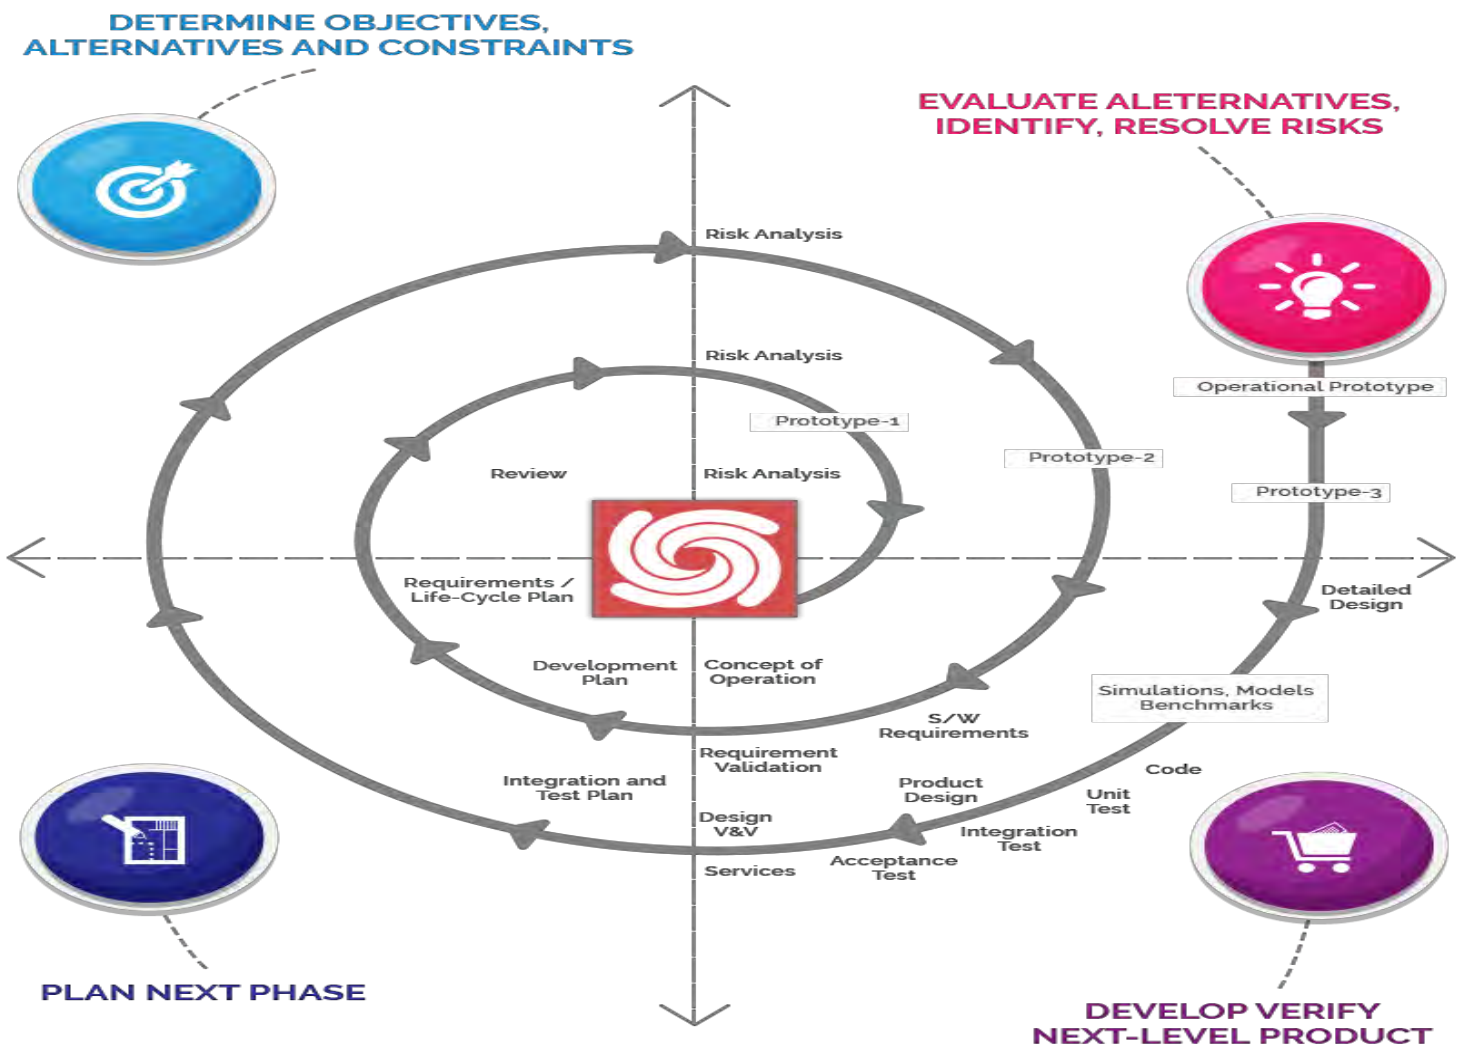 DETERMINE OBJECTIVES,
ALTERNATIVES AND CONSTRAINTS
EVALUATE ALETERNATIVES,
IDENTIFY, RESOLVE RISKS
Risk Analysis
Risk Analysis
Operational Prototype
Prototype-1
Prototype-2
Review
Risk Analysis
Prototype-3
Requirements /
Life-Cycle Plan
Detailed
Design
Development
Plan
Concept of
Operation
Simulations, Models
Benchmarks
S/W
Requirements
Requirement
Validation
Code
Integration and
Test Plan
Product
Design
Unit
Test
Design
V&V
Integration
Test
Acceptance
Test
Services
PLAN NEXT PHASE
DEVELOP VERIFY
NEXT-LEVEL PRODUCT